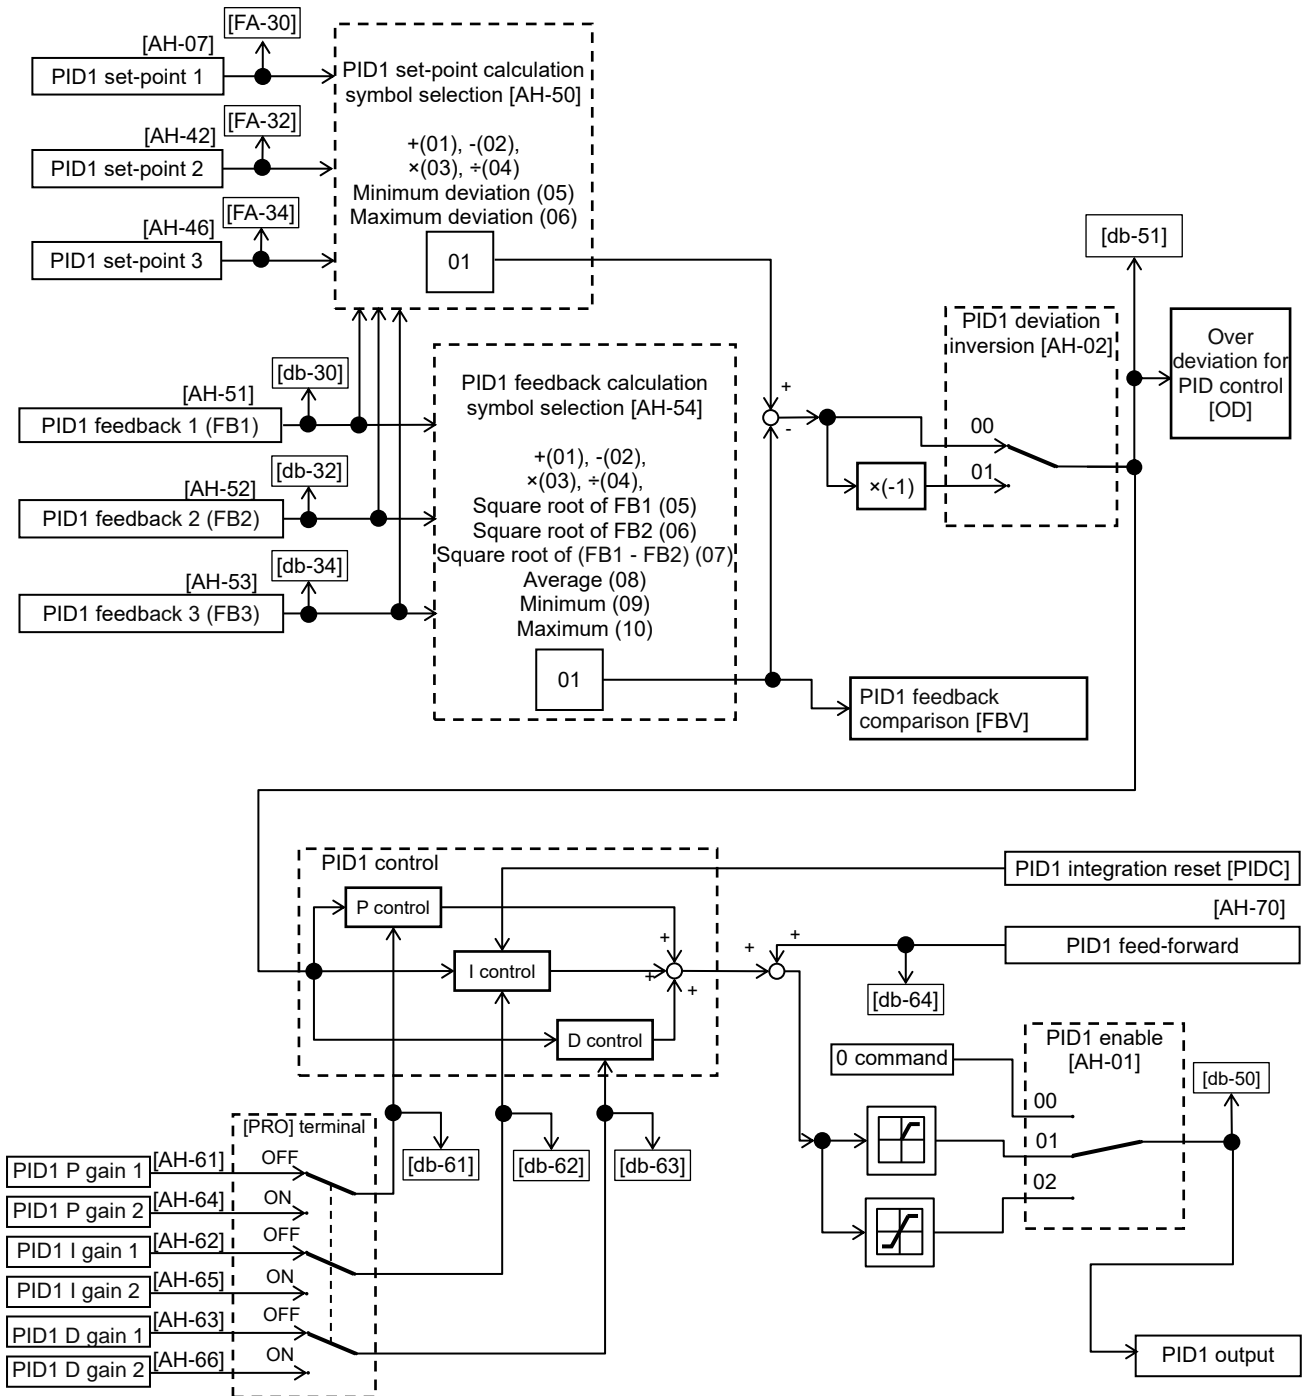 [FA-30]
[AH-07]
PID1 set-point 1
[FA-32]
[AH-42]
PID1 set-point 2
[FA-34]
[AH-46]
PID1 set-point 3
PID1 set-point calculation
symbol selection [AH-50]
+(01), -(02),
×(03), ÷(04)
Minimum deviation (05)
Maximum deviation (06)
01
[db-51]
PID1 deviation
inversion [AH-02]
00
01
×(-1)
Over
deviation for
PID control
[OD]
+
-
[db-30]
[AH-51]
PID1 feedback 1 (FB1)
[db-32]
[AH-52]
PID1 feedback 2 (FB2)
[db-34]
[AH-53]
PID1 feedback 3 (FB3)
PID1 feedback calculation
symbol selection [AH-54]
+(01), -(02),
×(03), ÷(04),
Square root of FB1 (05)
Square root of FB2 (06)
Square root of (FB1 - FB2) (07)
Average (08)
Minimum (09)
Maximum (10)
01
PID1 feedback
comparison [FBV]
PID1 control
P control
I control
D control
+
+
+
+
+
PID1 integration reset [PIDC]
[AH-70]
PID1 feed-forward
[db-64]
0 command
PID1 enable
[AH-01]
00
01
02
[db-50]
PID1 output
[PRO] terminal
[db-61]
[db-62]
[db-63]
PID1 P gain 1
[AH-61]
OFF
PID1 P gain 2
[AH-64]
ON
PID1 I gain 1
[AH-62]
OFF
PID1 I gain 2
[AH-65]
ON
PID1 D gain 1
[AH-63]
OFF
PID1 D gain 2
[AH-66]
ON